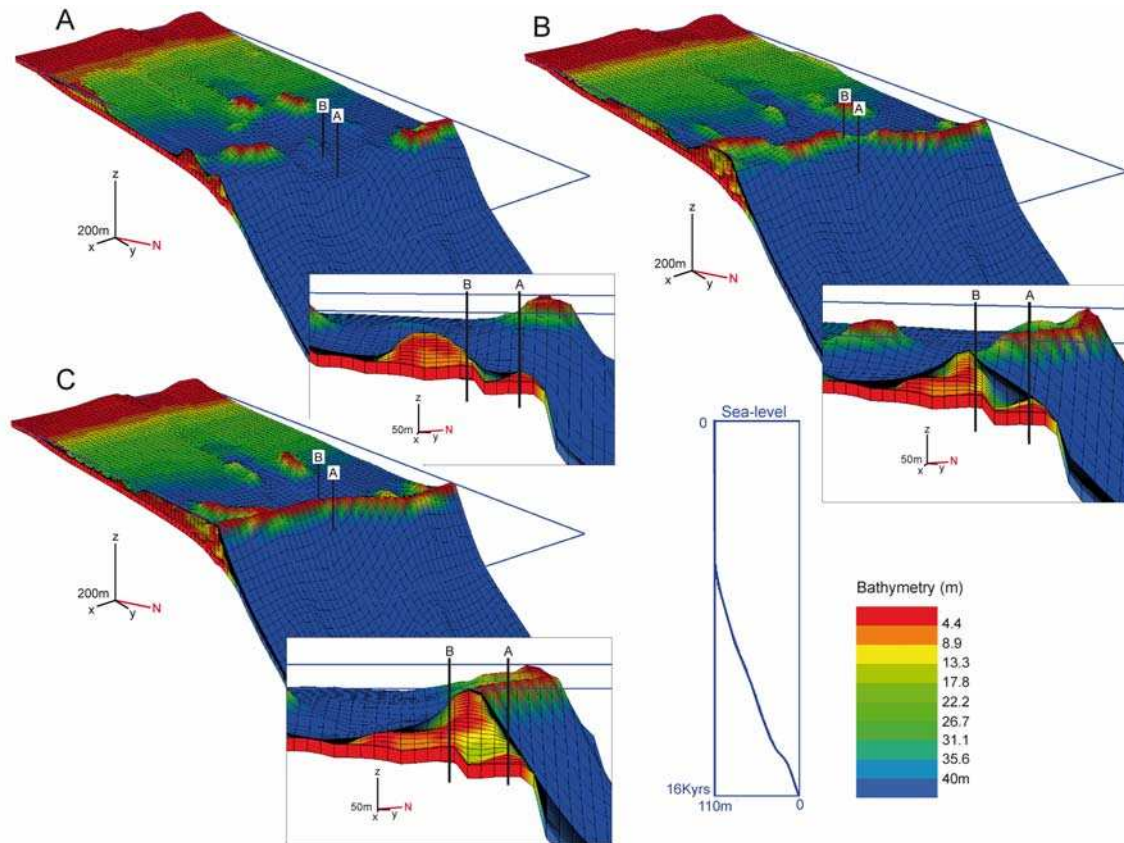 A
B
A
z
200m
x
y
N
B
A
z
50m
x
y
N
B
B
A
z
200m
x
y
N
B
A
z
50m
x
y
N
C
B
A
z
200m
x
y
N
B
A
z
50m
x
y
N
Sea-level
0
16Kyrs
110m
0
Bathymetry (m)
4.4
8.9
13.3
17.8
22.2
26.7
31.1
35.6
40m